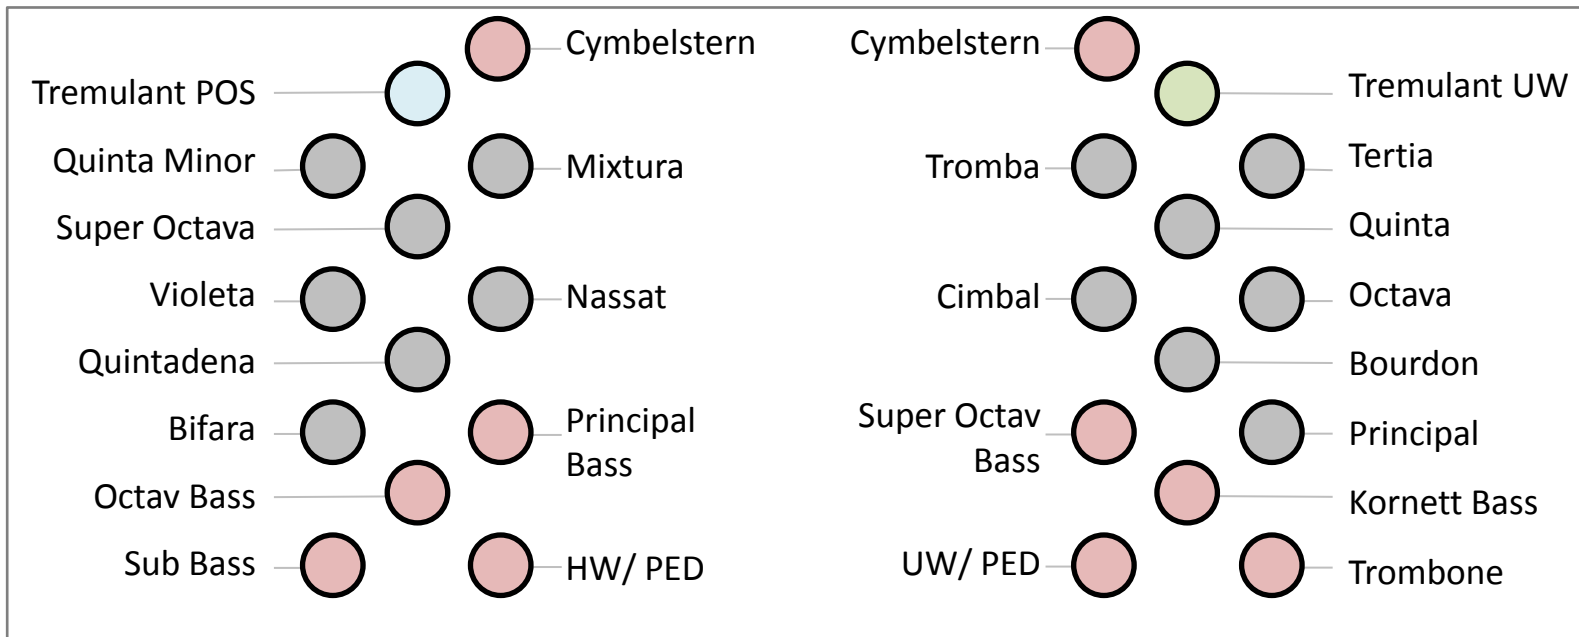 Cymbelstern
Tremulant POS
Quinta Minor
Mixtura
Super Octava
Violeta
Nassat
Quintadena
Bifara
Principal
Bass
Octav Bass
Sub Bass
HW/ PED
Cymbelstern
Tremulant UW
Tromba
Tertia
Quinta
Cimbal
Octava
Bourdon
Super Octav
Bass
Principal
Kornett Bass
UW/ PED
Trombone